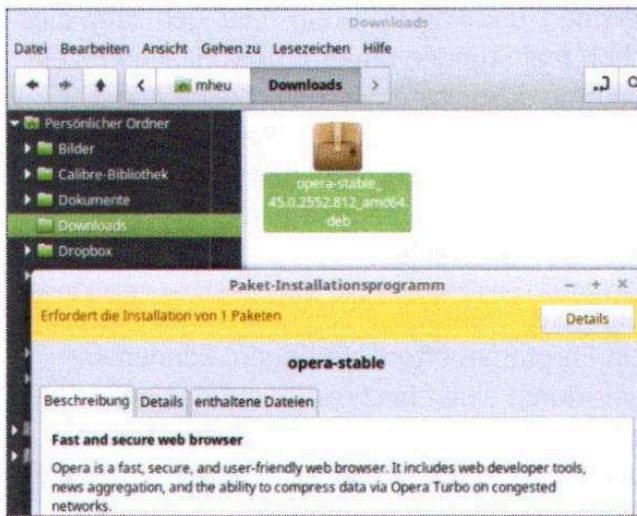 Downloads
Datei Bearbeiten Ansicht Gehen zu Lesezeichen Hilfe
mheu Downloads
Persönlicher Ordner
Bilder
Calibre-Bibliothek
Dokumente
Downloads
Dropbox
opera-stable_
45.0.2552.812_amd64.
deb
Paket-Installationsprogramm
Erfordert die Installation von 1 Paketen
Details
opera-stable
Beschreibung Details enthaltene Dateien
Fast and secure web browser
Opera is a fast, secure, and user-friendly web browser. It includes web developer tools,
news aggregation, and the ability to compress data via Opera Turbo on congested
networks.